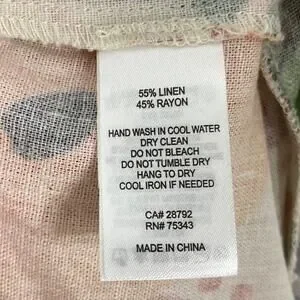 55% LINEN
45% RAYON
HAND WASH IN COOL WATER
DRY CLEAN
DO NOT BLEACH
DO NOT TUMBLE DRY
HANG TO DRY
COOL IRON IF NEEDED
CA# 28792
RN# 75343
MADE IN CHINA